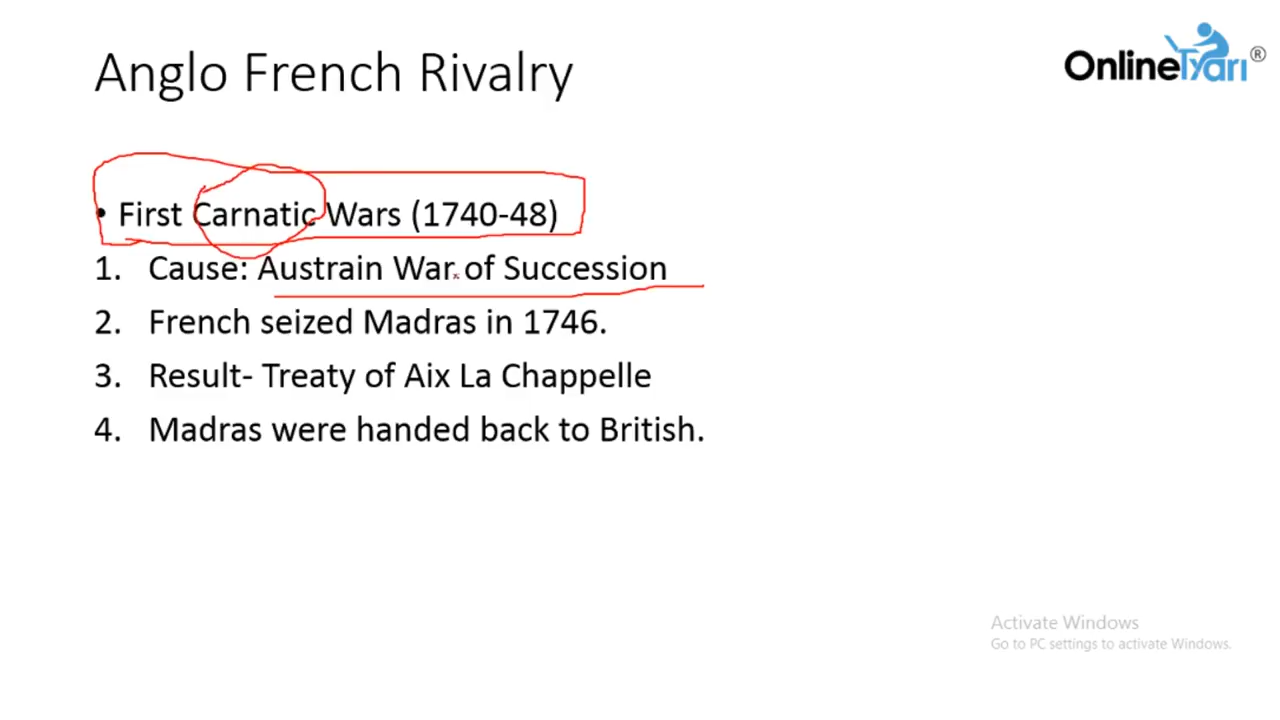 Anglo French Rivalry
OnlineTyari ®
• First Carnatic Wars (1740-48)
1. Cause: Austrain War of Succession
2. French seized Madras in 1746.
3. Result- Treaty of Aix La Chappelle
4. Madras were handed back to British.
Activate Windows
Go to PC settings to activate Windows.